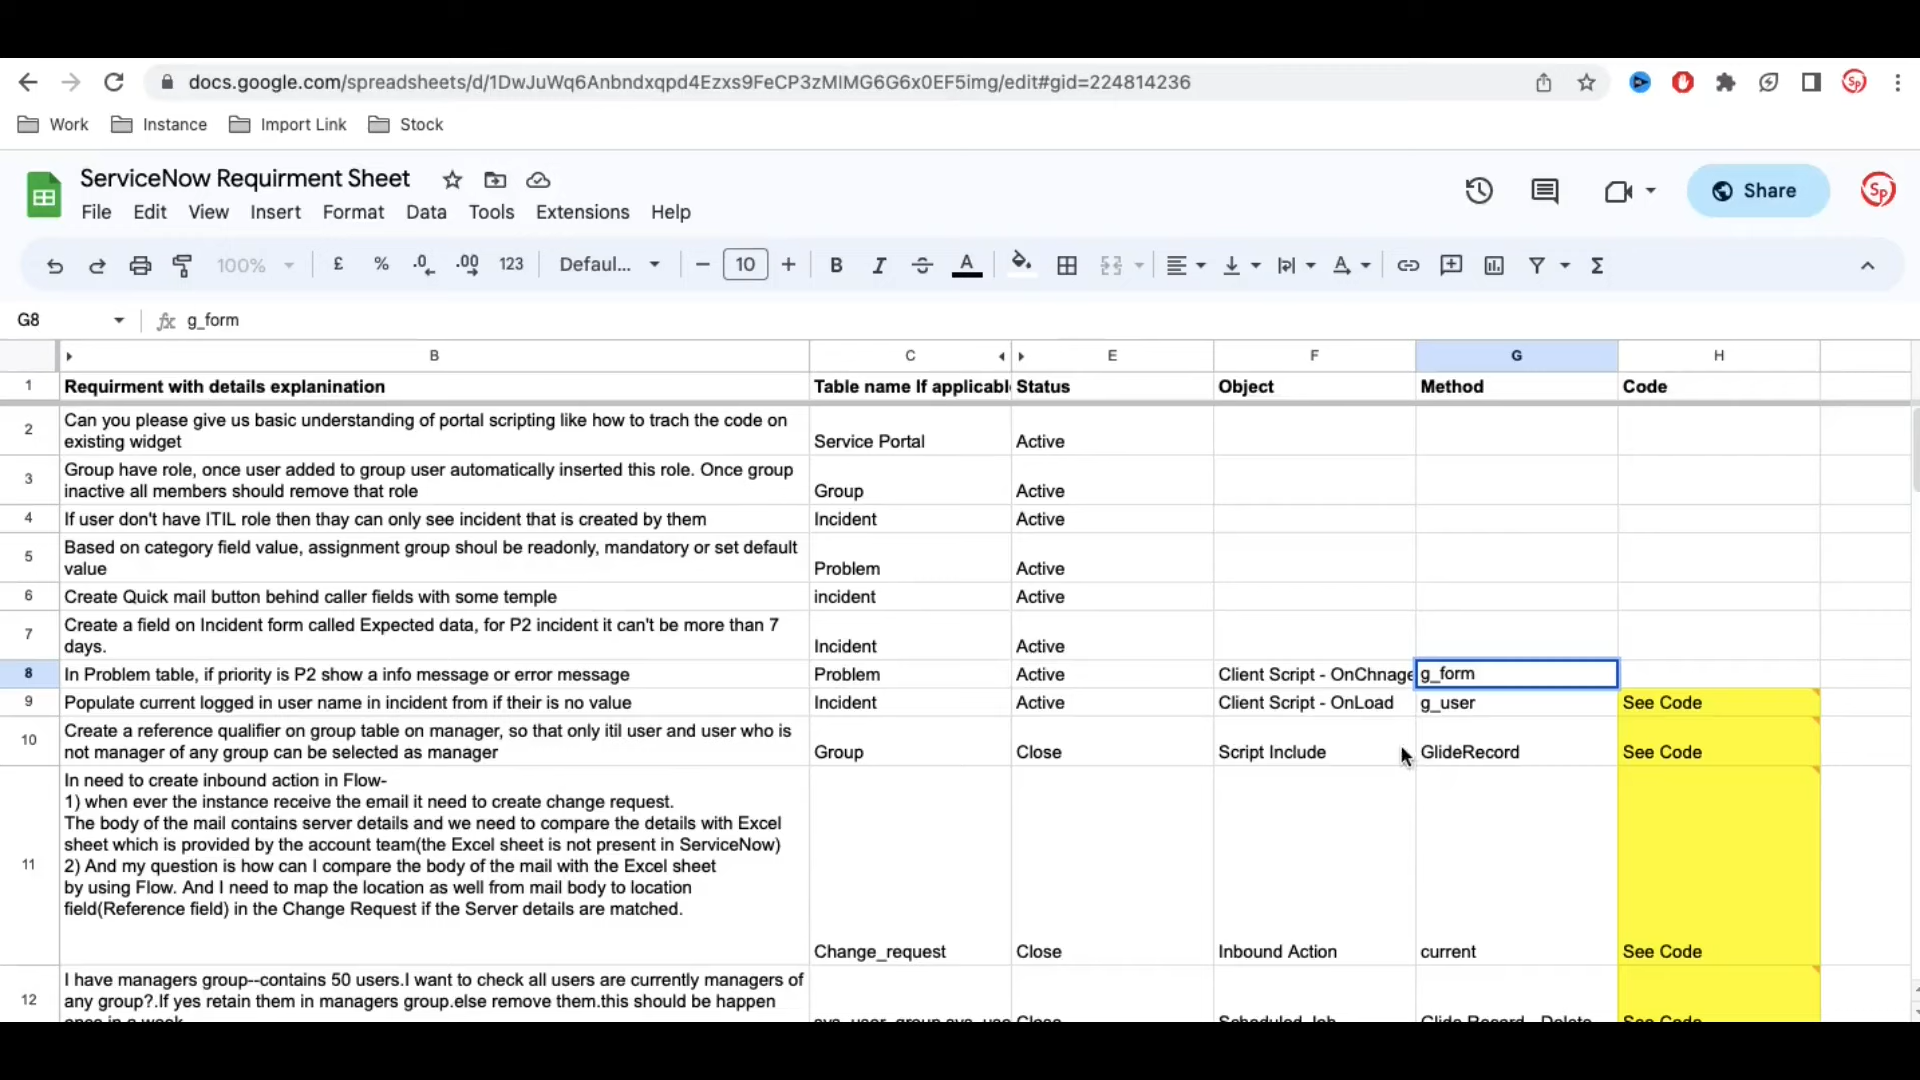 docs.google.com/spreadsheets/d/1DwJuWq6Anbndxqpd4Ezxs9FeCP3zMIMG6G6x0EF5img/edit#gid=224814236
Work Instance Import Link Stock
ServiceNow Requirment Sheet
File Edit View Insert Format Data Tools Extensions Help
Share
Sp
100% £ % .0 .00 123 Defaul... 10 B I A Σ
G8 fx g_form
B C E F G H
1 Requirment with details explanination Table name If applicabl Status Object Method Code
2 Can you please give us basic understanding of portal scripting like how to trach the code on
existing widget Service Portal Active
3 Group have role, once user added to group user automatically inserted this role. Once group
inactive all members should remove that role Group Active
4 If user don't have ITIL role then thay can only see incident that is created by them Incident Active
5 Based on category field value, assignment group shoul be readonly, mandatory or set default
value Problem Active
6 Create Quick mail button behind caller fields with some temple incident Active
7 Create a field on Incident form called Expected data, for P2 incident it can't be more than 7
days. Incident Active
8 In Problem table, if priority is P2 show a info message or error message Problem Active Client Script - OnChnage g_form
9 Populate current logged in user name in incident from if their is no value Incident Active Client Script - OnLoad g_user See Code
10 Create a reference qualifier on group table on manager, so that only itil user and user who is
not manager of any group can be selected as manager Group Close Script Include GlideRecord See Code
In need to create inbound action in Flow-
1) when ever the instance receive the email it need to create change request.
The body of the mail contains server details and we need to compare the details with Excel
sheet which is provided by the account team(the Excel sheet is not present in ServiceNow)
11 2) And my question is how can I compare the body of the mail with the Excel sheet
by using Flow. And I need to map the location as well from mail body to location
field(Reference field) in the Change Request if the Server details are matched.
Change_request Close Inbound Action current See Code
I have managers group--contains 50 users.I want to check all users are currently managers of
12 any group?.If yes retain them in managers group.else remove them.this should be happen
once in a week Close Scheduled Job See Code